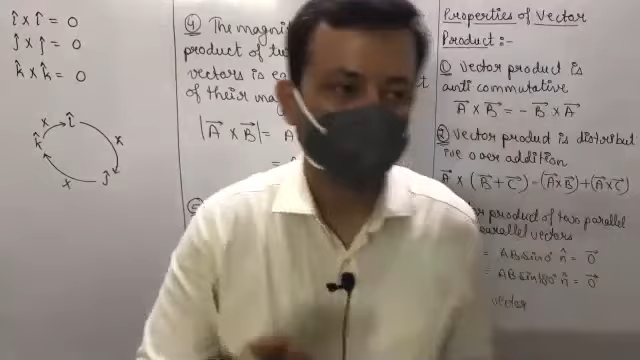 î x î = 0
ĵ x ĵ = 0
k̂ x k̂ = 0
x î x
k̂
x ĵ
④ The magni
product of t
vectors is e
of their ma
|A⃗ x B⃗| = A
=
⑤
Properties of Vector
Product:-
① Vector product is
anti commutative
A⃗ x B⃗ = - B⃗ x A⃗
② Vector product is distribut
ive over addition
A⃗ x (B⃗ + C⃗) = (A⃗ x B⃗) + (A⃗ x C⃗)
product of two parallel
parallel vectors
= AB sin 0° n̂ = 0⃗
= AB sin 180° n̂ = 0⃗
vector